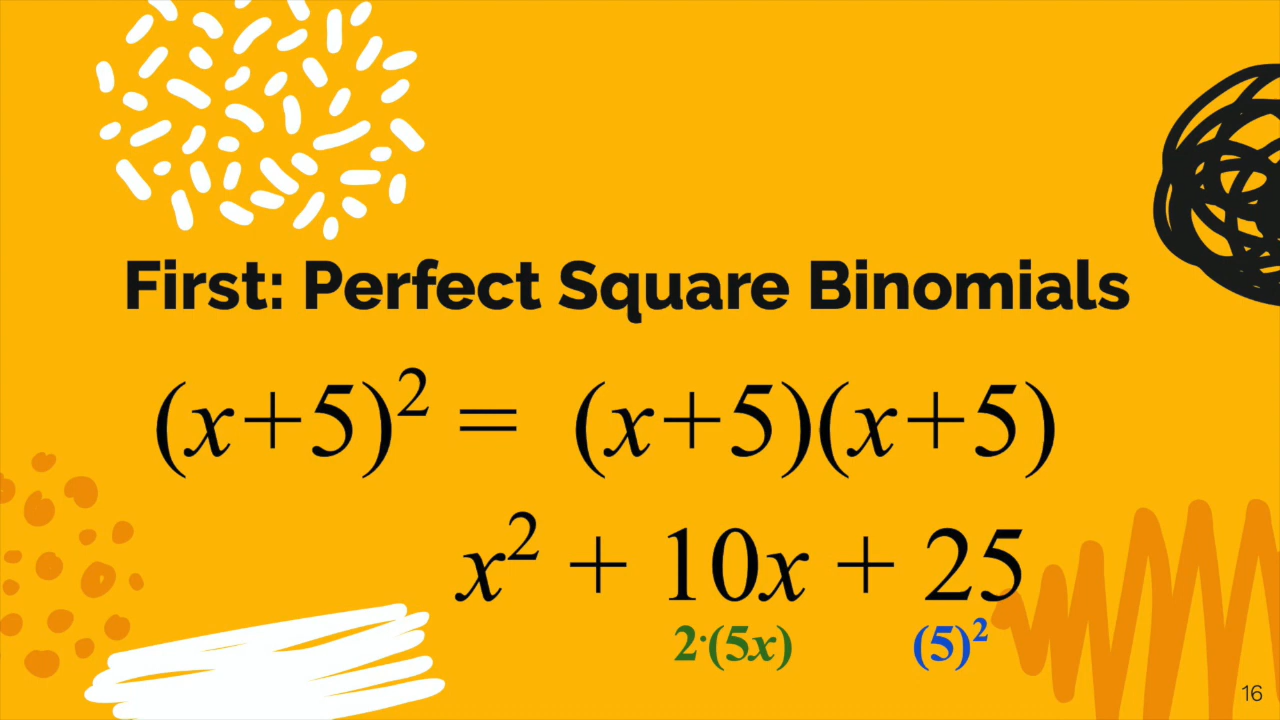 First: Perfect Square Binomials
(x+5)² = (x+5)(x+5)
x² + 10x + 25
2·(5x) (5)²
16